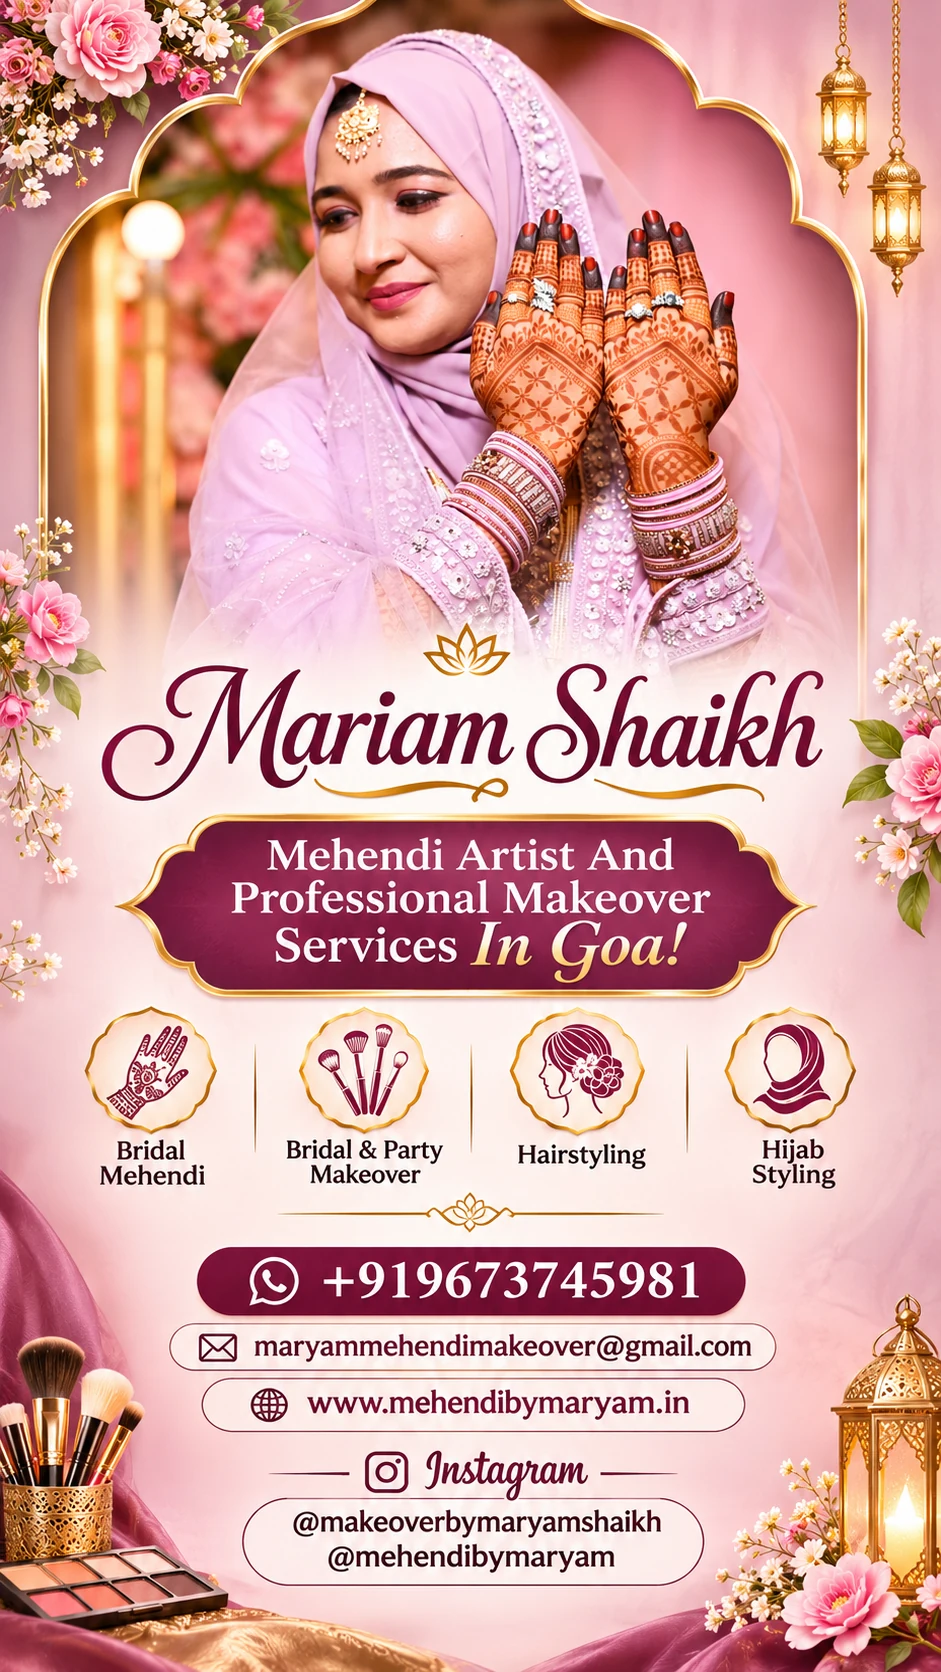 Mariam Shaikh
Mehendi Artist And
Professional Makeover
Services In Goa!
Bridal
Mehendi
Bridal & Party
Makeover
Hairstyling
Hijab
Styling
+919673745981
maryammehendimakeover@gmail.com
www.mehendibymaryam.in
Instagram
@makeoverbymaryamshaikh
@mehendibymaryam